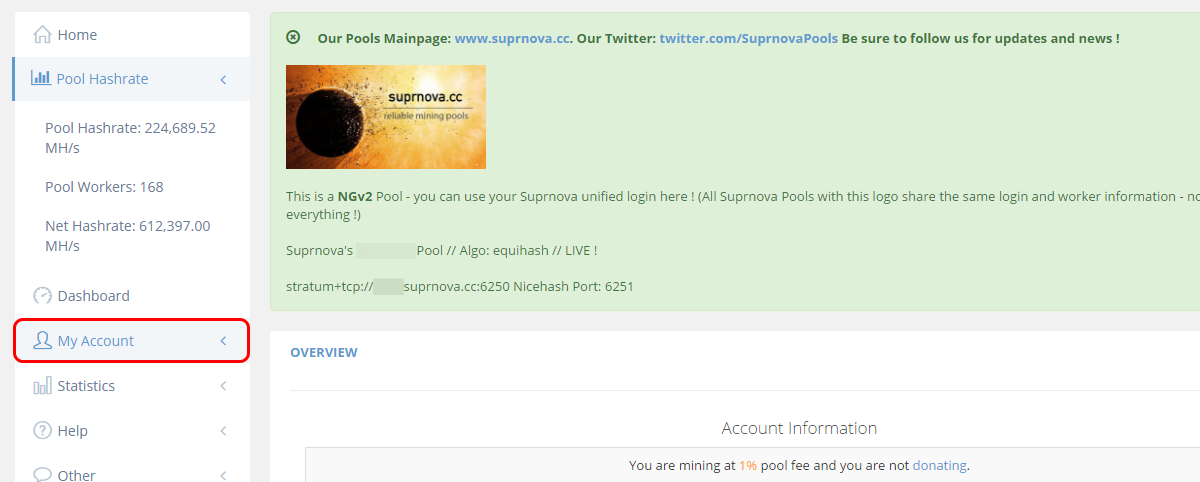 Home
Pool Hashrate
Pool Hashrate: 224,689.52
MH/s
Pool Workers: 168
Net Hashrate: 612,397.00
MH/s
Dashboard
My Account
Statistics
Help
Other
Our Pools Mainpage: www.suprnova.cc. Our Twitter: twitter.com/SuprnovaPools Be sure to follow us for updates and news !
suprnova.cc
reliable mining pools
This is a NGv2 Pool - you can use your Suprnova unified login here ! (All Suprnova Pools with this logo share the same login and worker information -
everything !)
Suprnova's Pool // Algo: equihash // LIVE !
stratum+tcp:// suprnova.cc:6250 Nicehash Port: 6251
OVERVIEW
Account Information
You are mining at 1% pool fee and you are not donating.